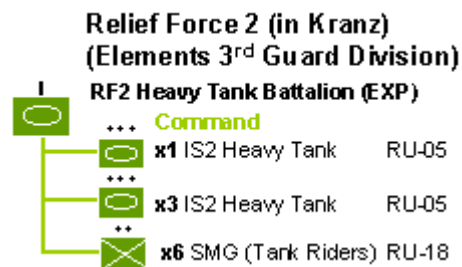 Relief Force 2 (in Kranz)
(Elements 3rd Guard Division)
RF2 Heavy Tank Battalion (EXP)
Command
x1 IS2 Heavy Tank RU-05
x3 IS2 Heavy Tank RU-05
x6 SMG (Tank Riders) RU-18